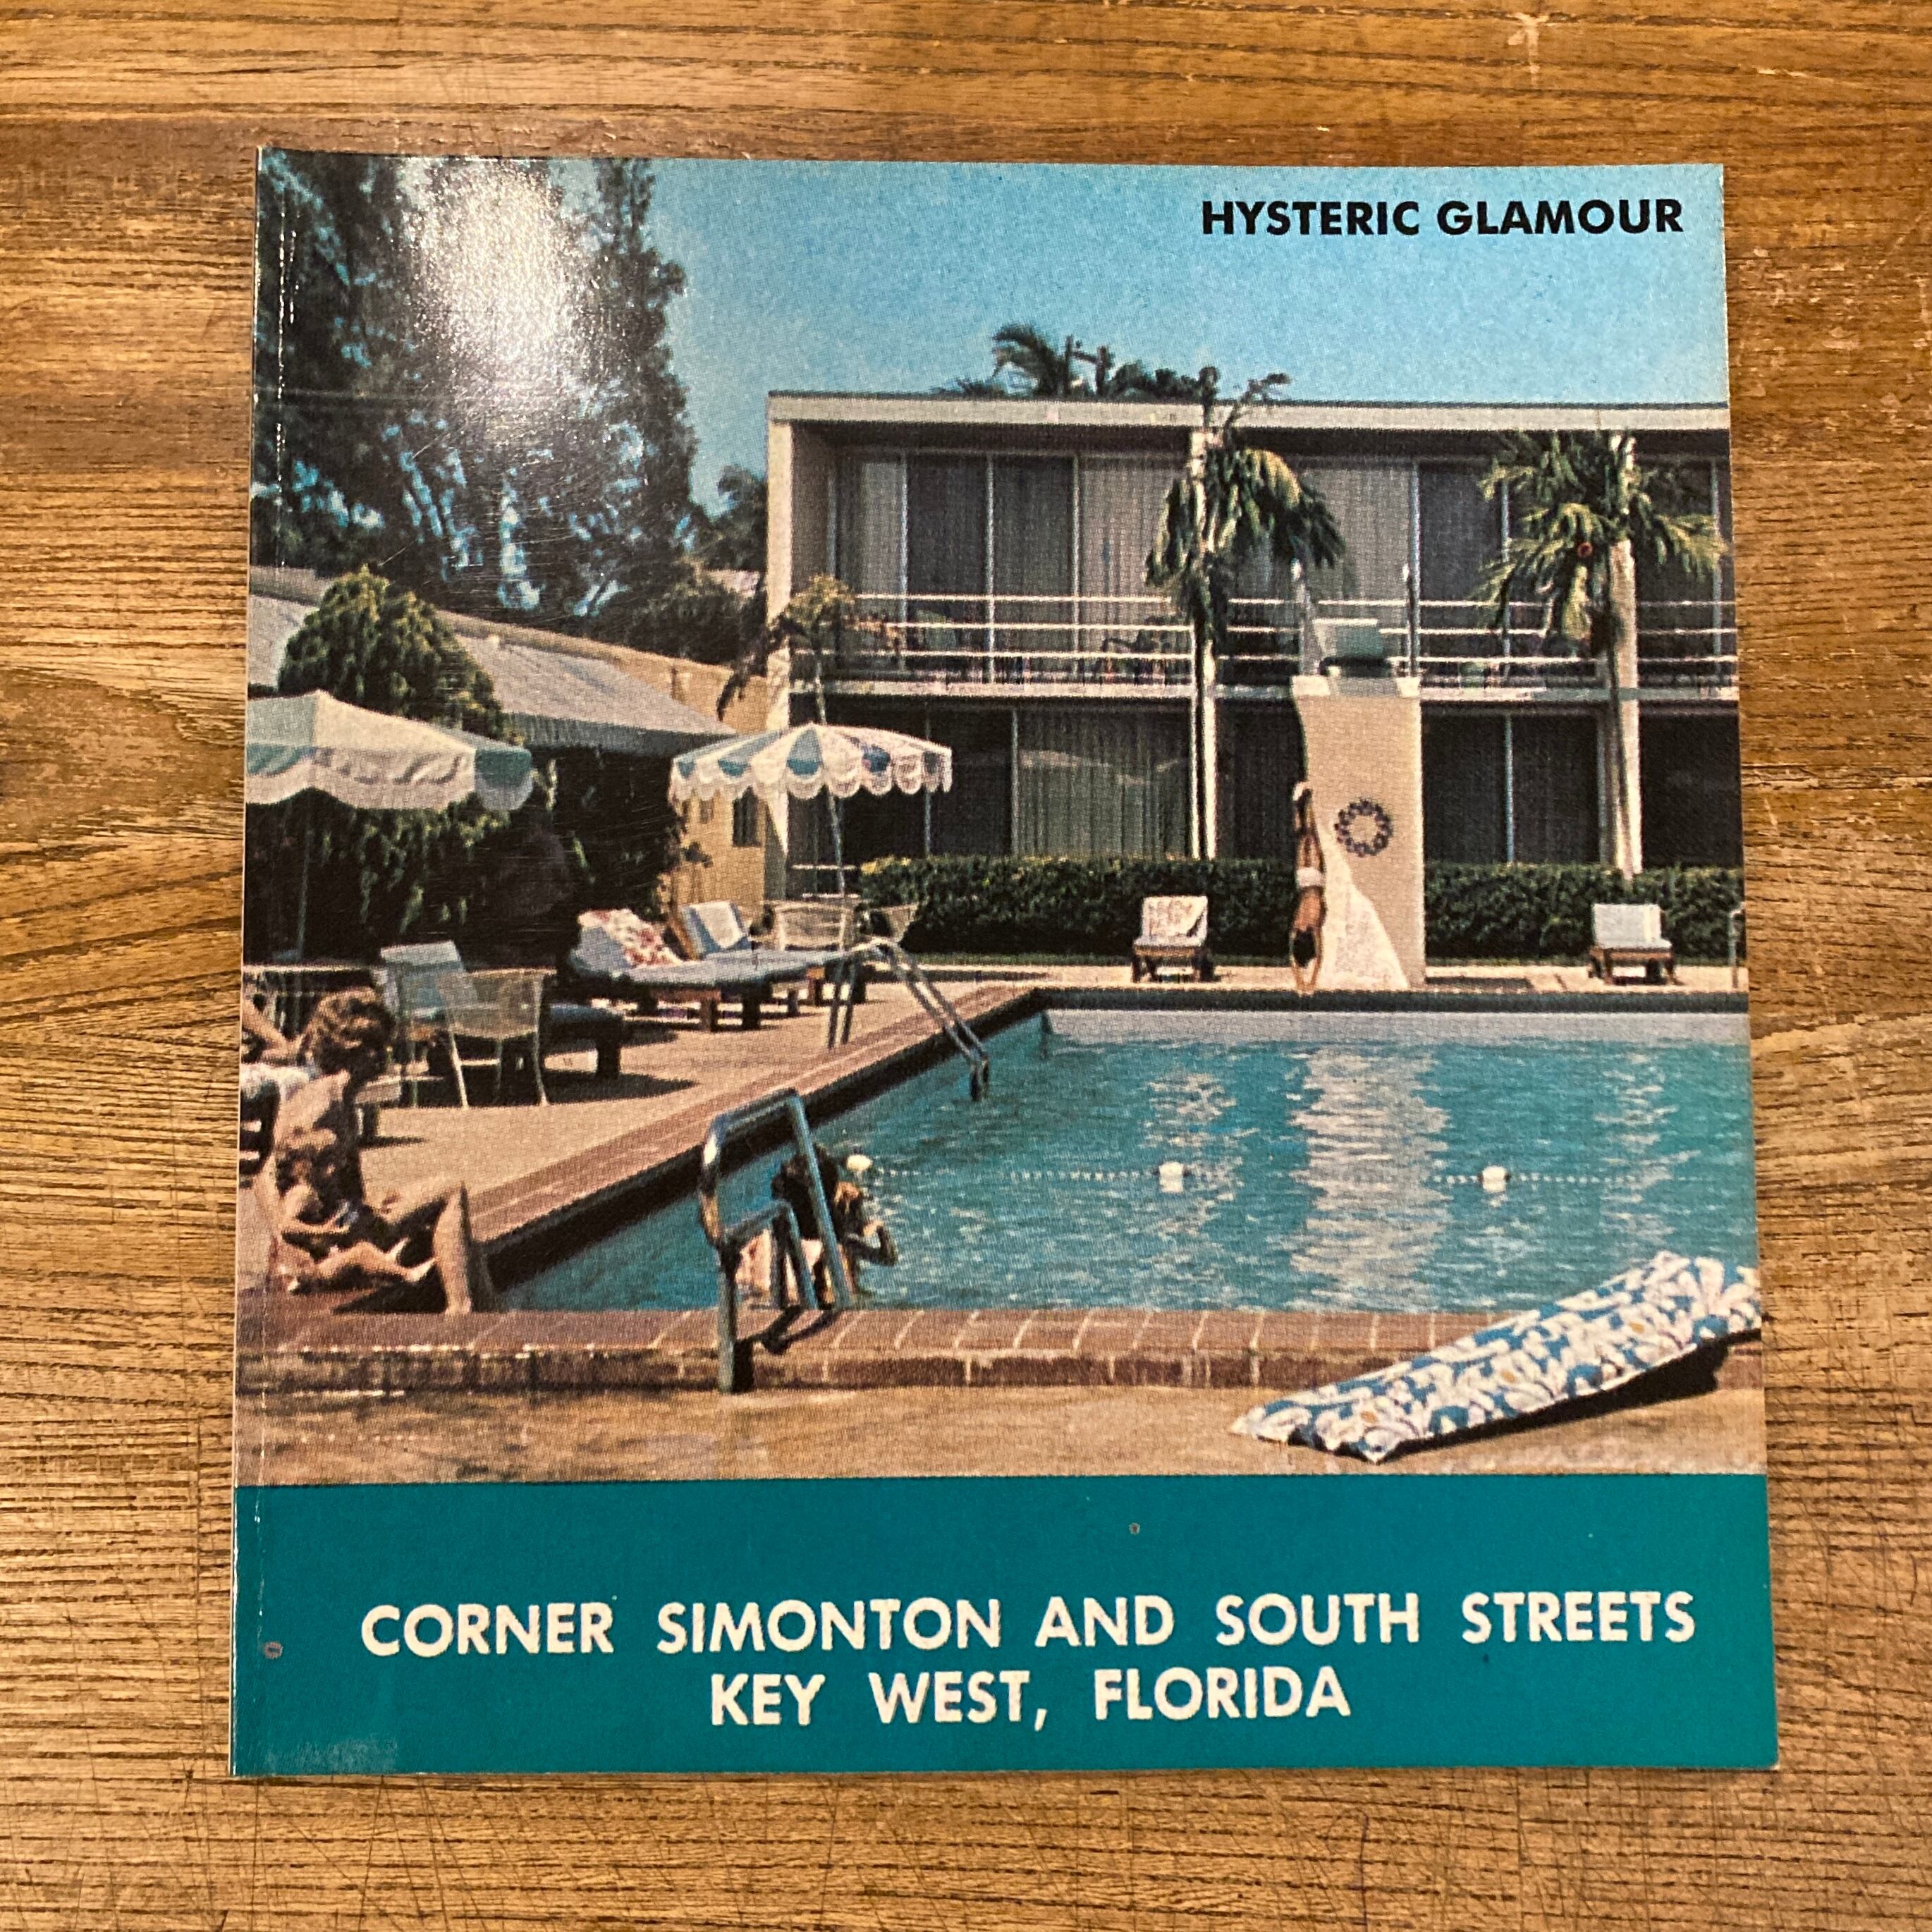 HYSTERIC GLAMOUR
CORNER SIMONTON AND SOUTH STREETS
KEY WEST, FLORIDA